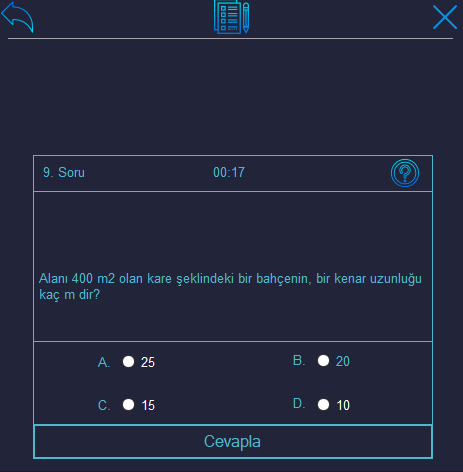 9. Soru 00:17
Alanı 400 m2 olan kare şeklindeki bir bahçenin, bir kenar uzunluğu
kaç m dir?
A. 25 B. 20
C. 15 D. 10
Cevapla